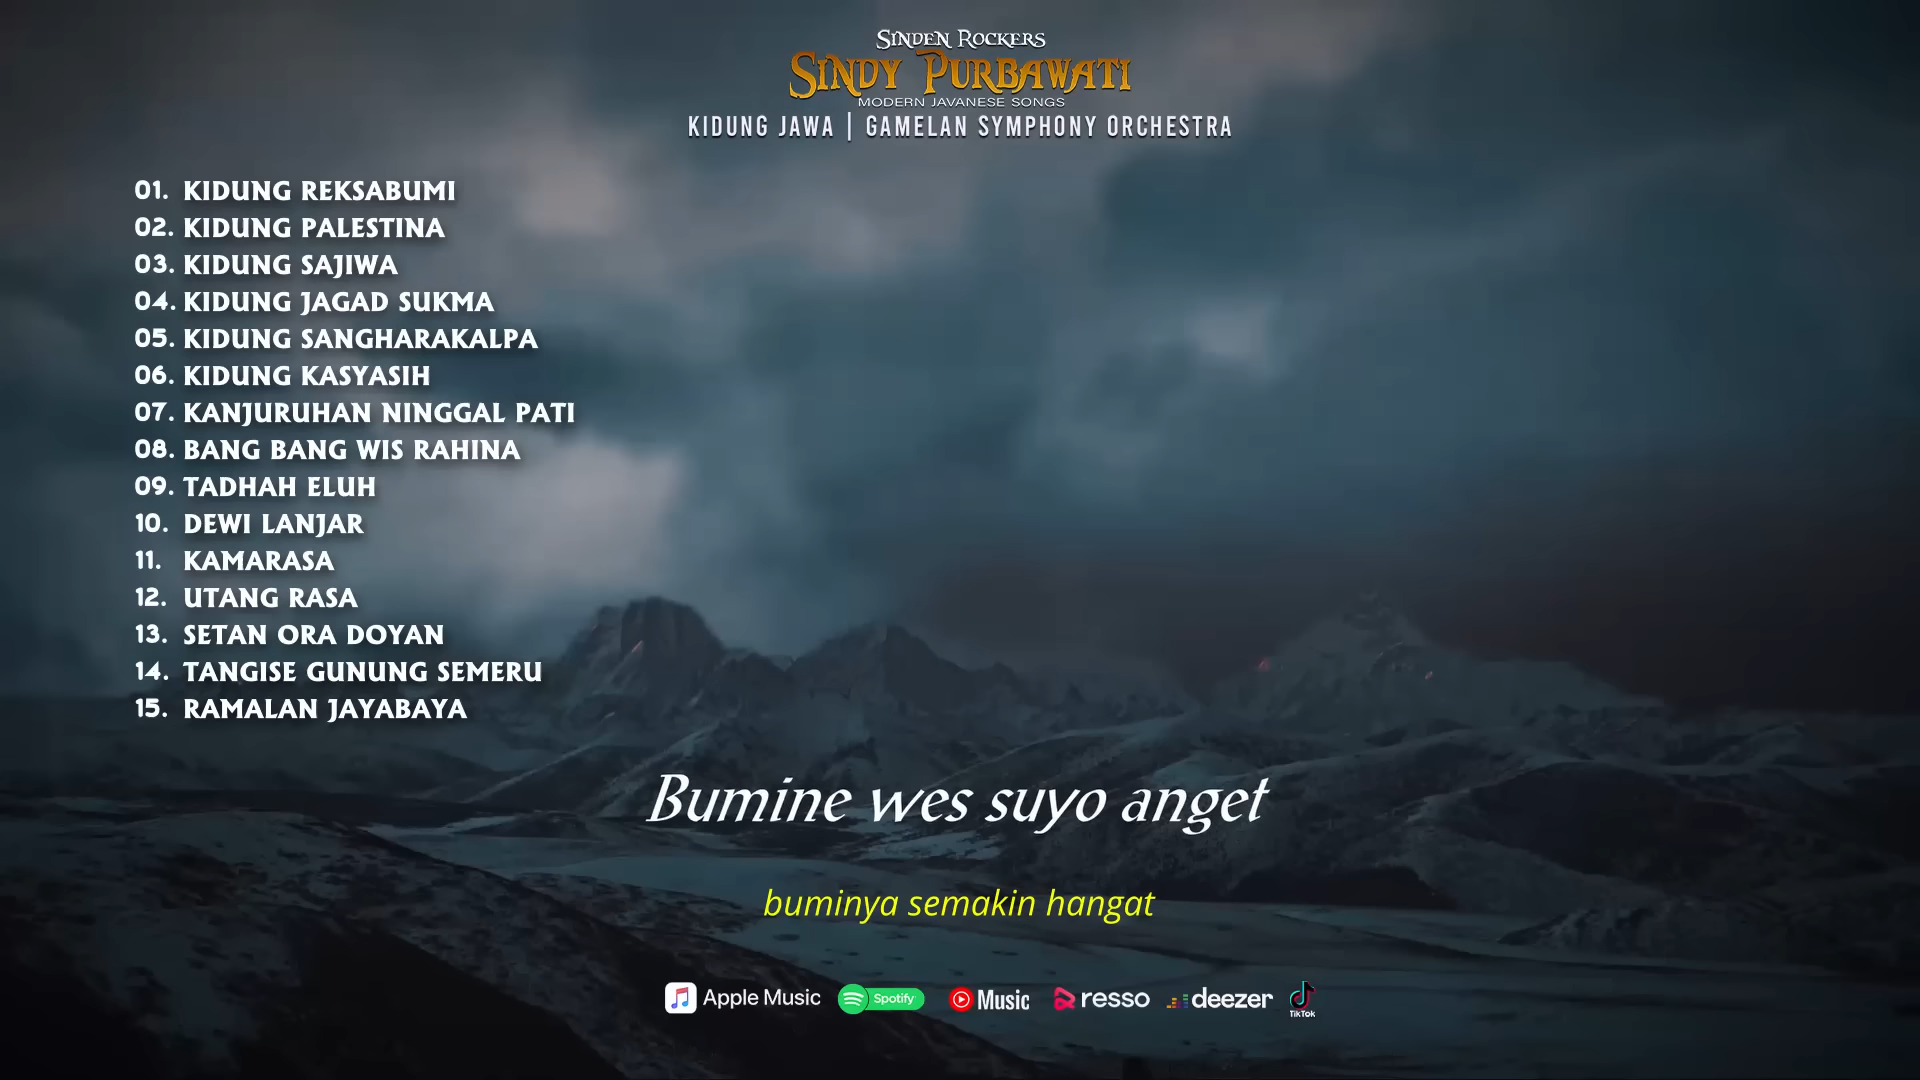 SINDEN ROCKERS
SINDY PURBAWATI
MODERN JAVANESE SONGS
KIDUNG JAWA | GAMELAN SYMPHONY ORCHESTRA
01. KIDUNG REKSABUMI
02. KIDUNG PALESTINA
03. KIDUNG SAJIWA
04. KIDUNG JAGAD SUKMA
05. KIDUNG SANGHARAKALPA
06. KIDUNG KASYASIH
07. KANJURUHAN NINGGAL PATI
08. BANG BANG WIS RAHINA
09. TADHAH ELUH
10. DEWI LANJAR
11. KAMARASA
12. UTANG RASA
13. SETAN ORA DOYAN
14. TANGISE GUNUNG SEMERU
15. RAMALAN JAYABAYA
Bumine wes suyo anget
buminya semakin hangat
Apple Music Spotify Music resso deezer TikTok